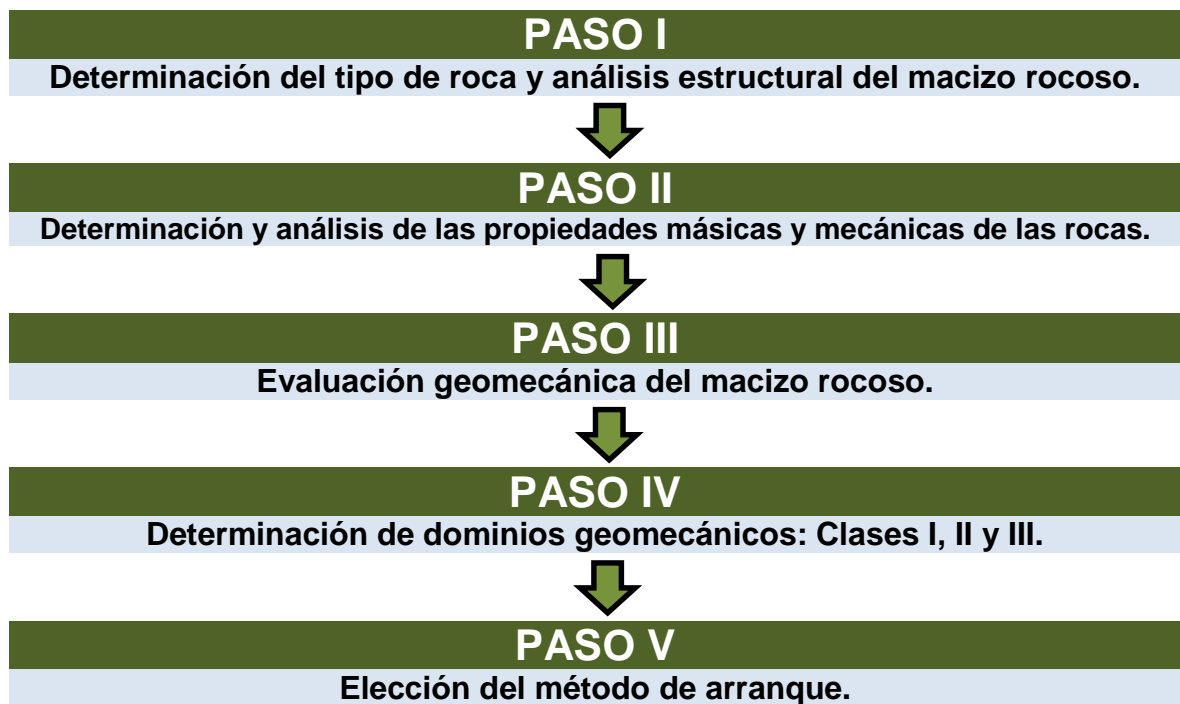 PASO I
Determinación del tipo de roca y análisis estructural del macizo rocoso.
PASO II
Determinación y análisis de las propiedades másicas y mecánicas de las rocas.
PASO III
Evaluación geomecánica del macizo rocoso.
PASO IV
Determinación de dominios geomecánicos: Clases I, II y III.
PASO V
Elección del método de arranque.